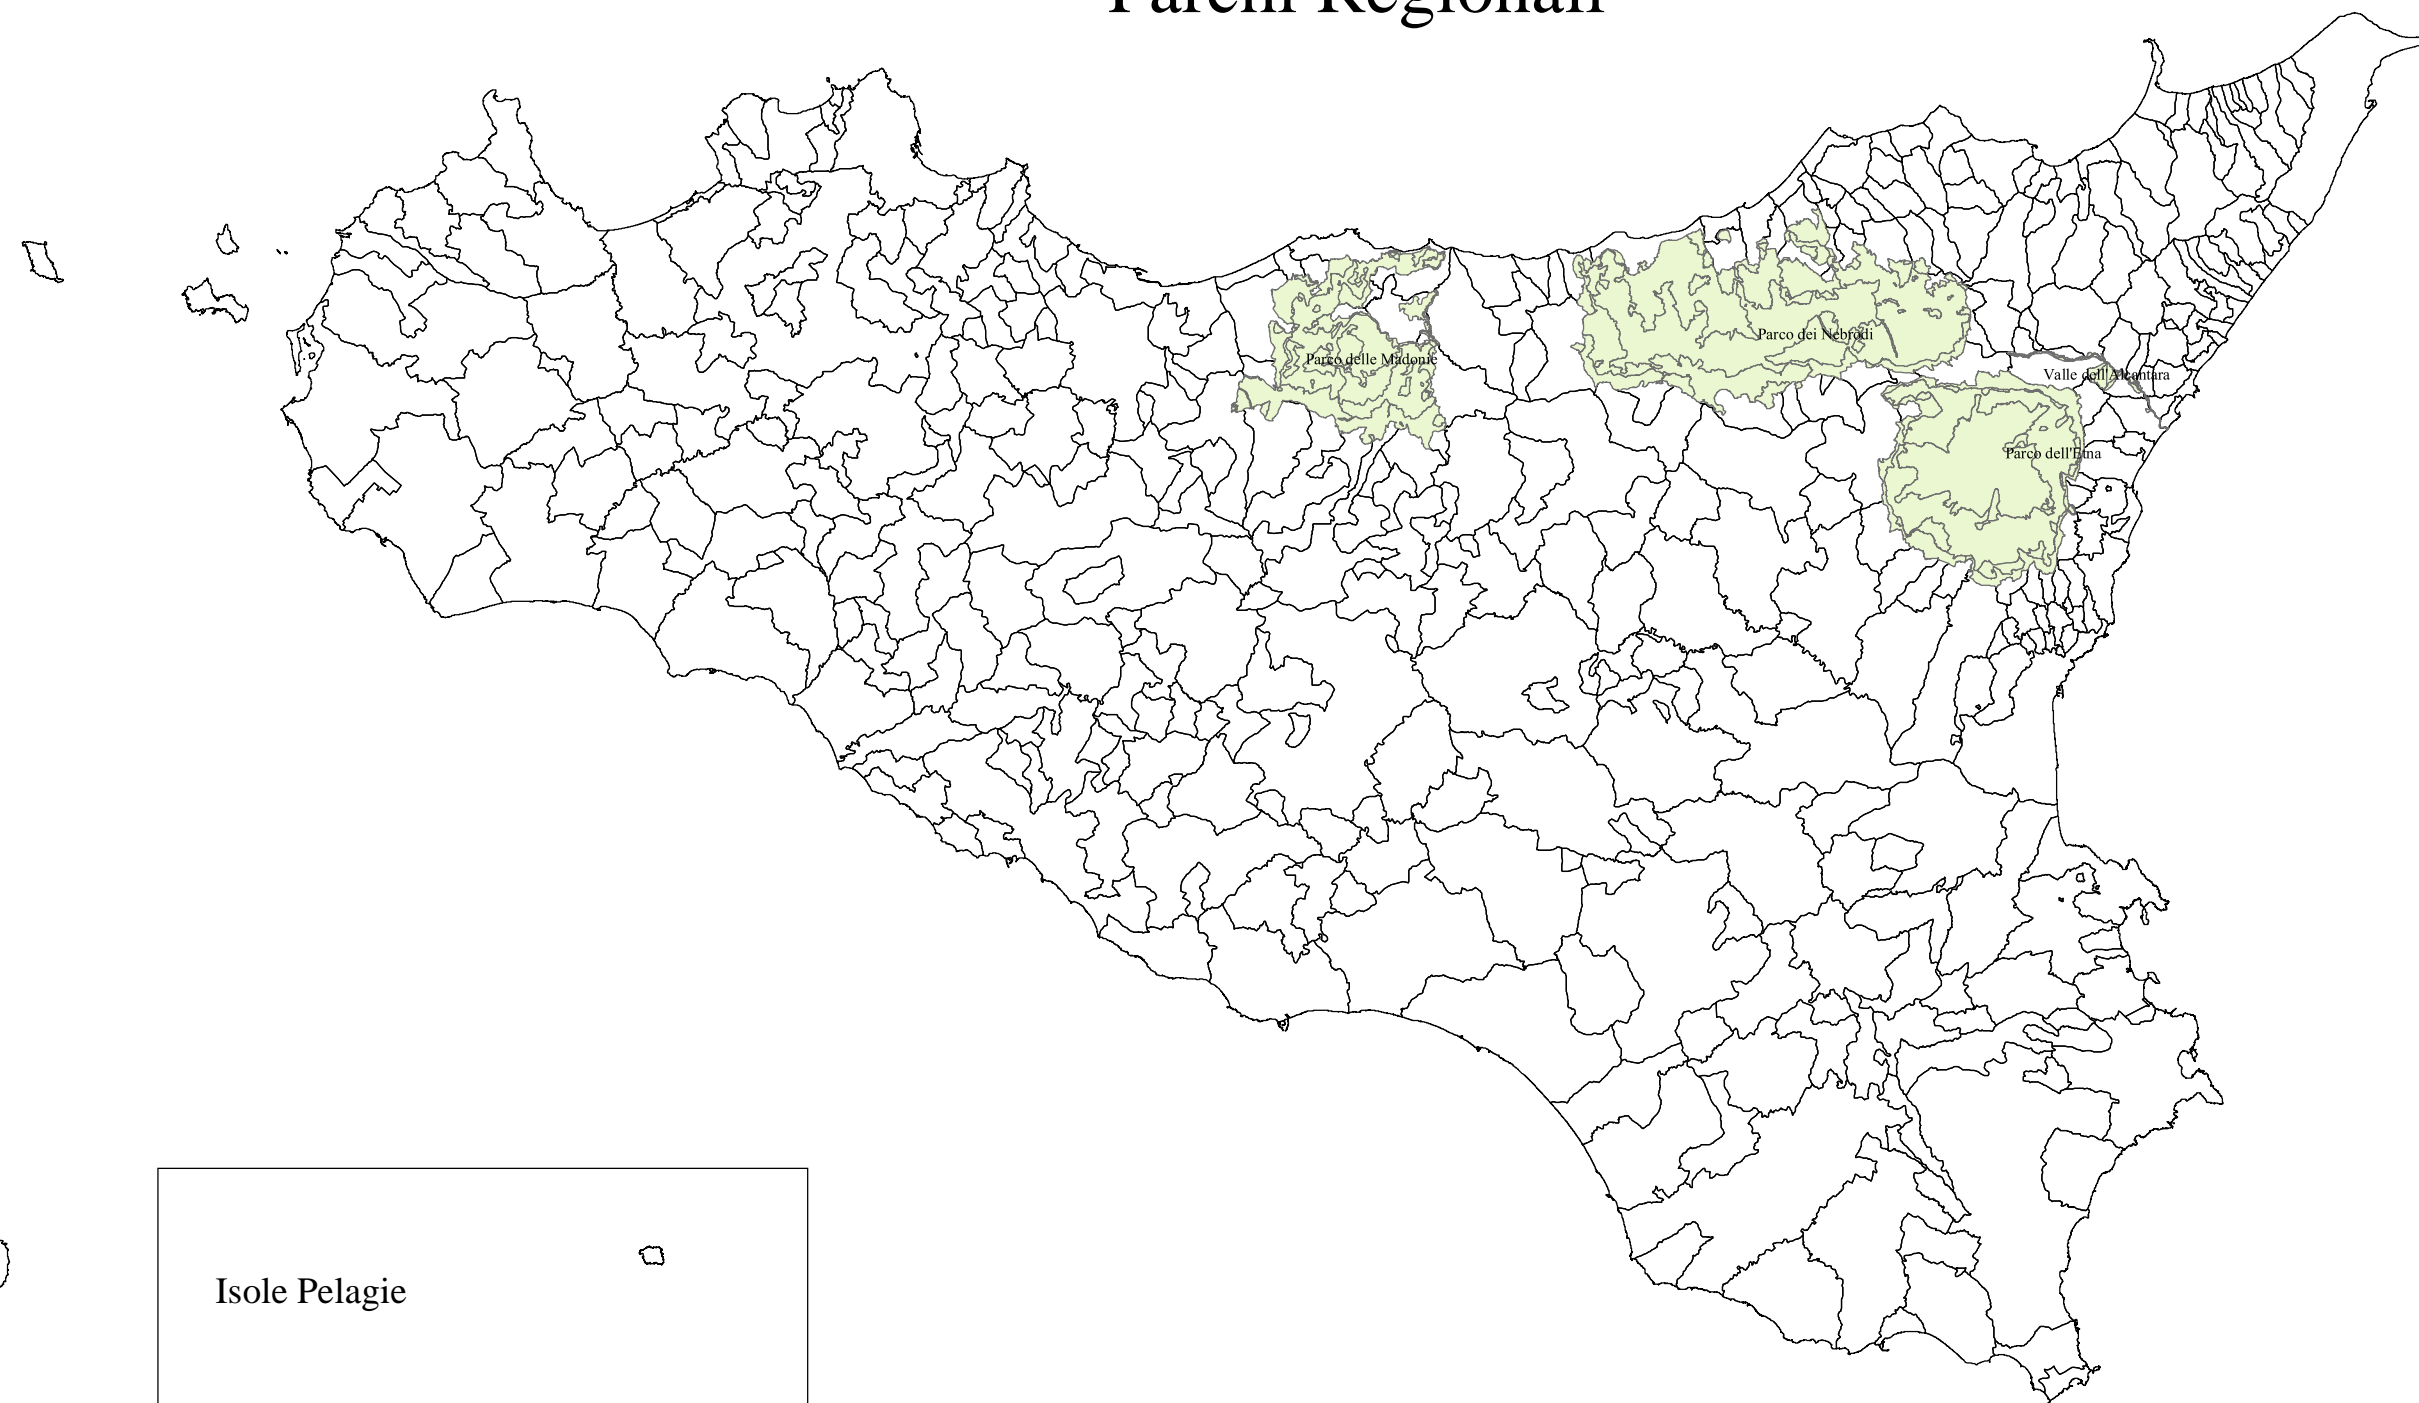 Parchi Regionali
Parco dei Nebrodi
Parco delle Madonie
Valle dell'Alcantara
Parco dell'Etna
Isole Pelagie